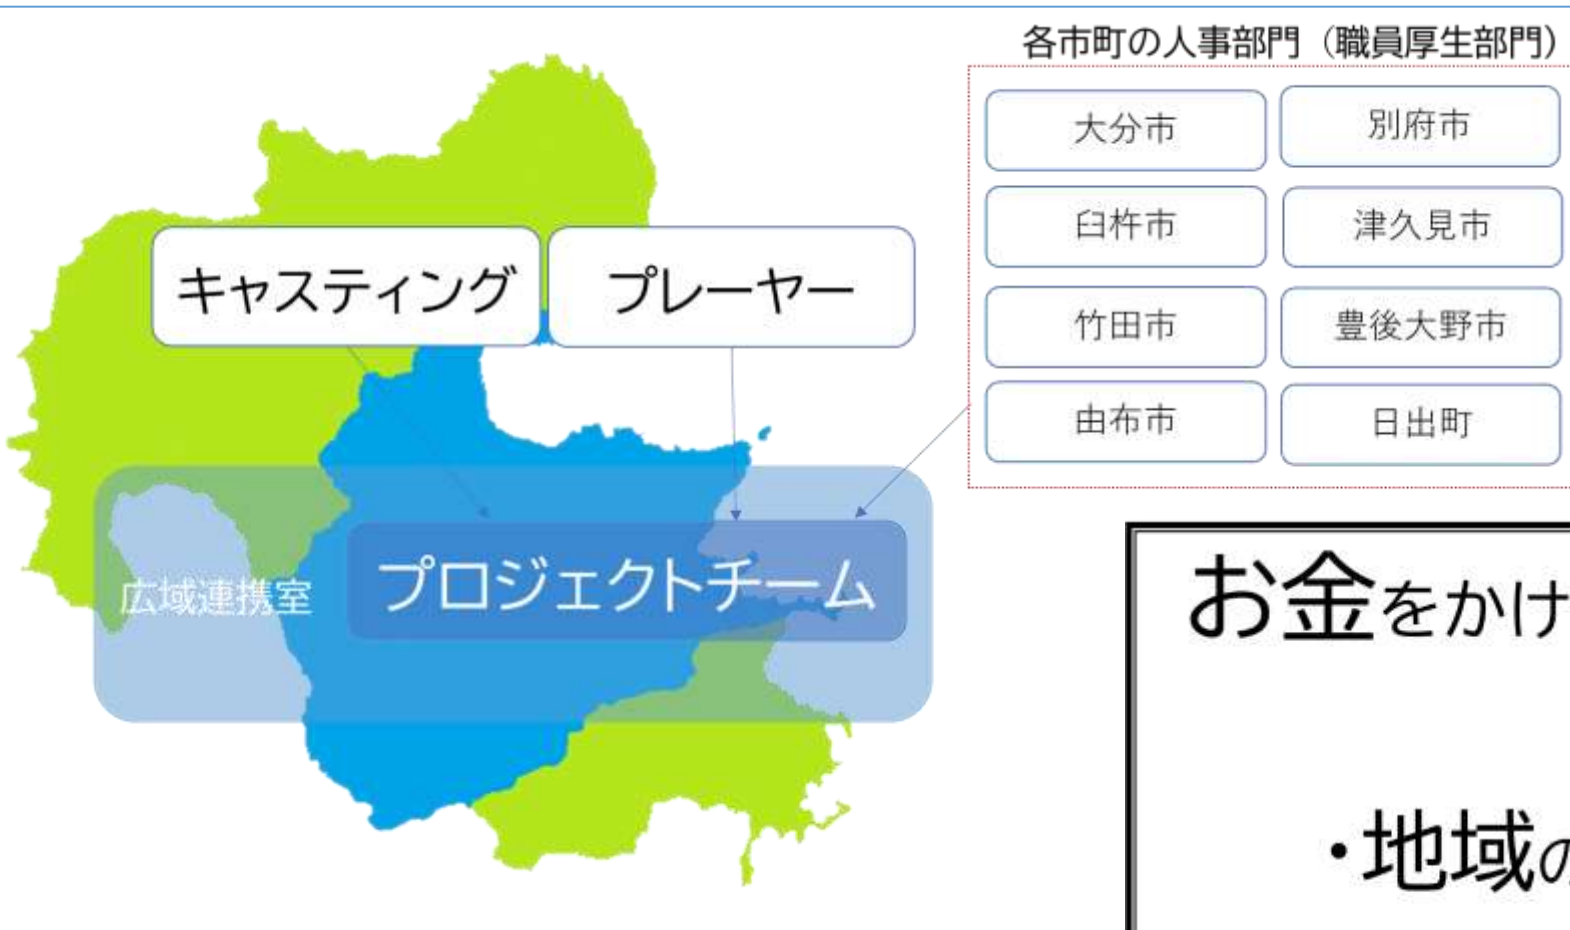 各市町の人事部門（職員厚生部門）
大分市
別府市
臼杵市
津久見市
竹田市
豊後大野市
由布市
日出町
キャスティング
プレーヤー
広域連携室
プロジェクトチーム
お金をかけ
・地域の